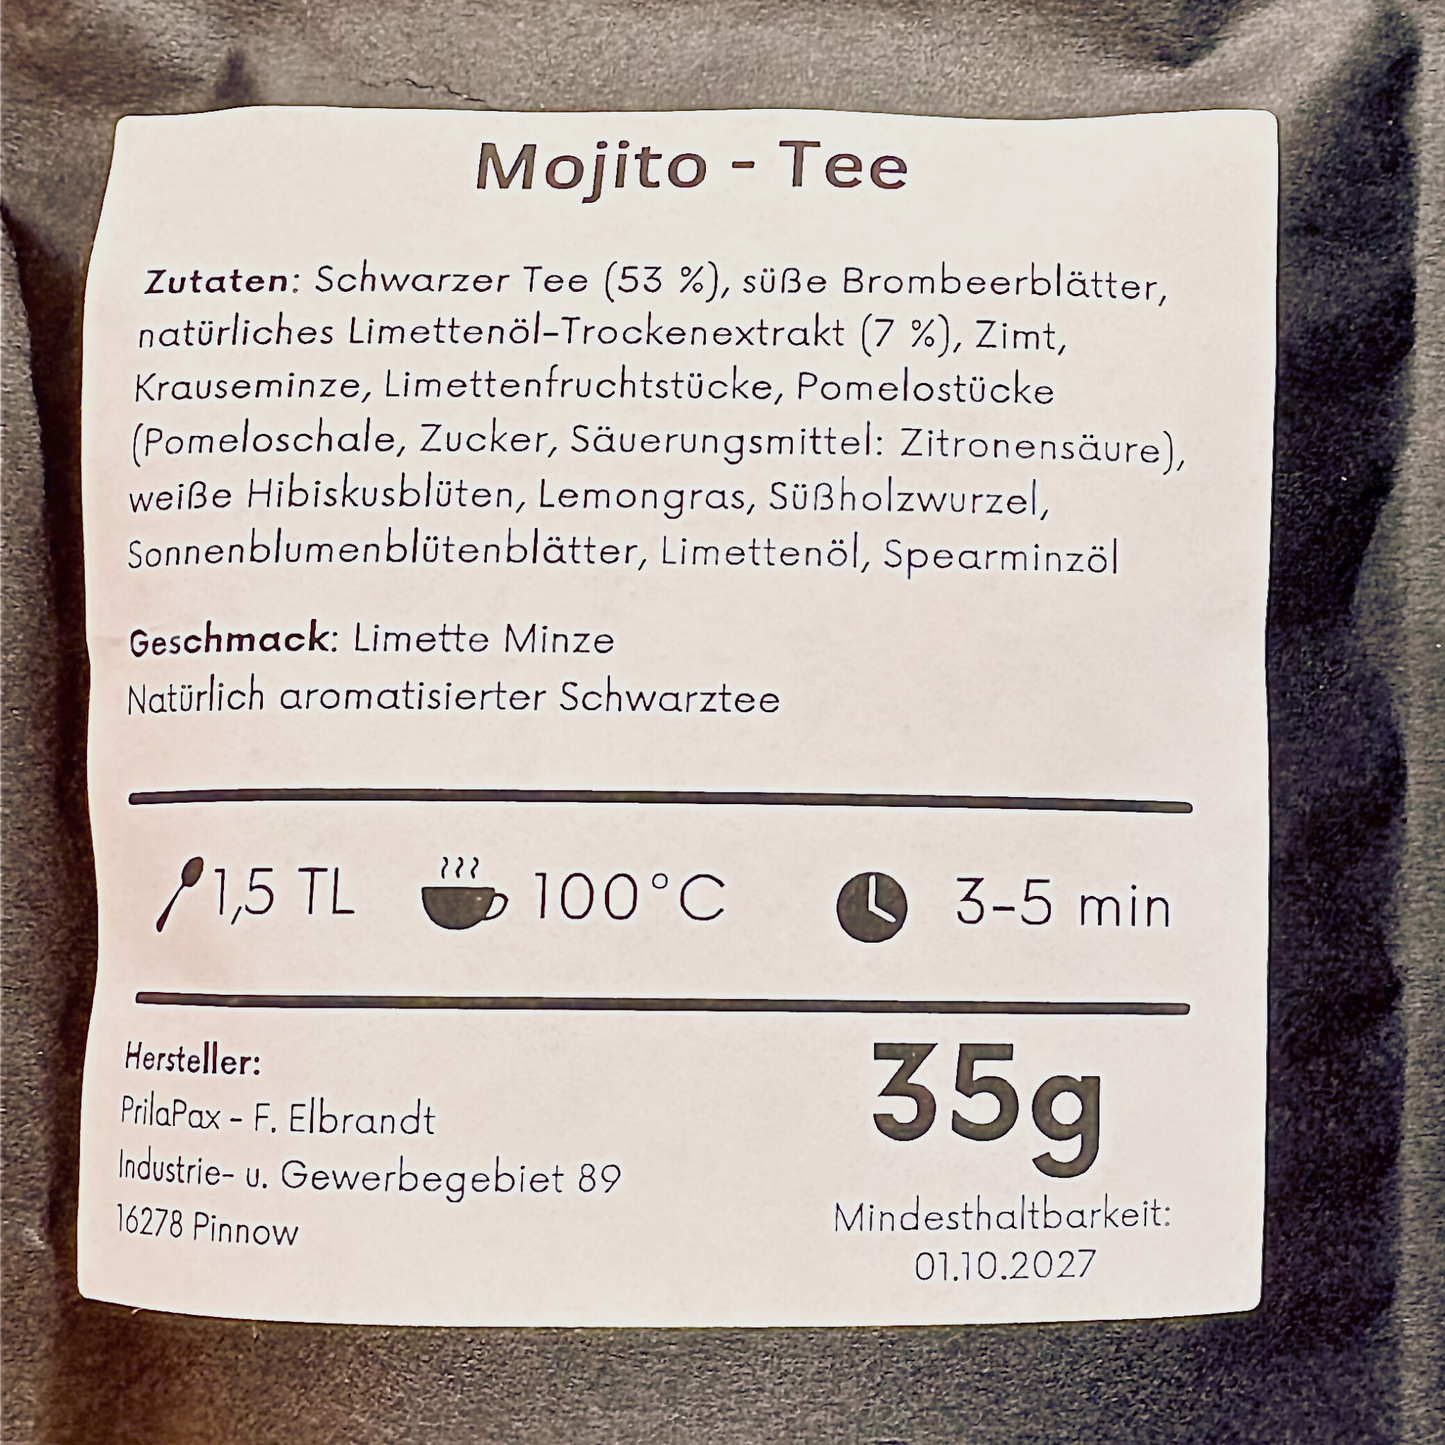 Mojito - Tee
Zutaten: Schwarzer Tee (53 %), süße Brombeerblätter,
natürliches Limettenöl-Trockenextrakt (7 %), Zimt,
Krauseminze, Limettenfruchtstücke, Pomelostücke
(Pomeloschale, Zucker, Säuerungsmittel: Zitronensäure),
weiße Hibiskusblüten, Lemongras, Süßholzwurzel,
Sonnenblumenblütenblätter, Limettenöl, Spearminzöl
Geschmack: Limette Minze
Natürlich aromatisierter Schwarztee
1,5 TL 100°C 3-5 min
Hersteller:
PrilaPax - F. Elbrandt
Industrie- u. Gewerbegebiet 89
16278 Pinnow
35g
Mindesthaltbarkeit:
01.10.2027